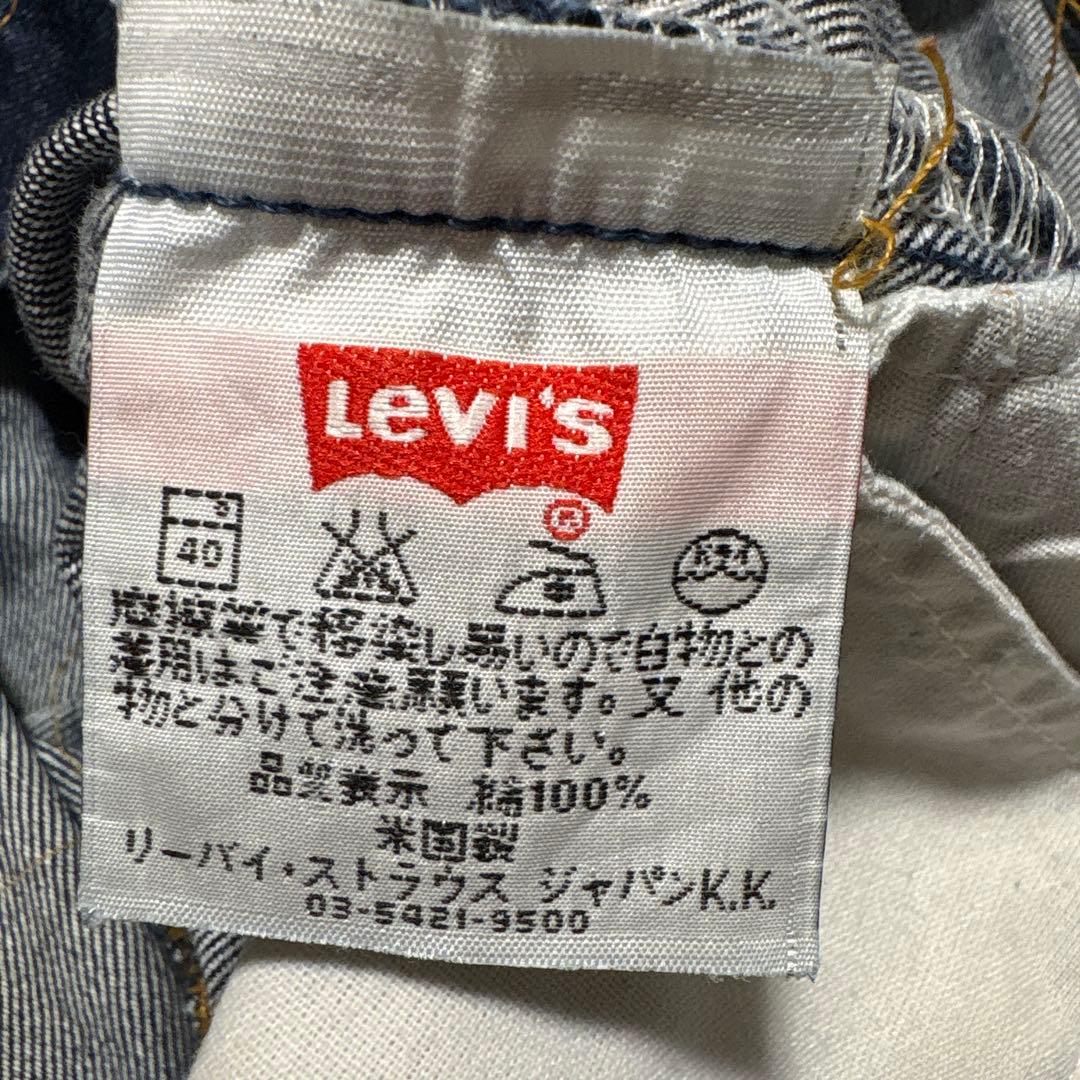 Levi's
®
40
摩擦等で移染し易いので白物との
着用はご注意願います。又 他の
物と分けて洗って下さい。
品質表示 綿100%
米国製
リーバイ・ストラウス ジャパンK.K.
03-5421-9500